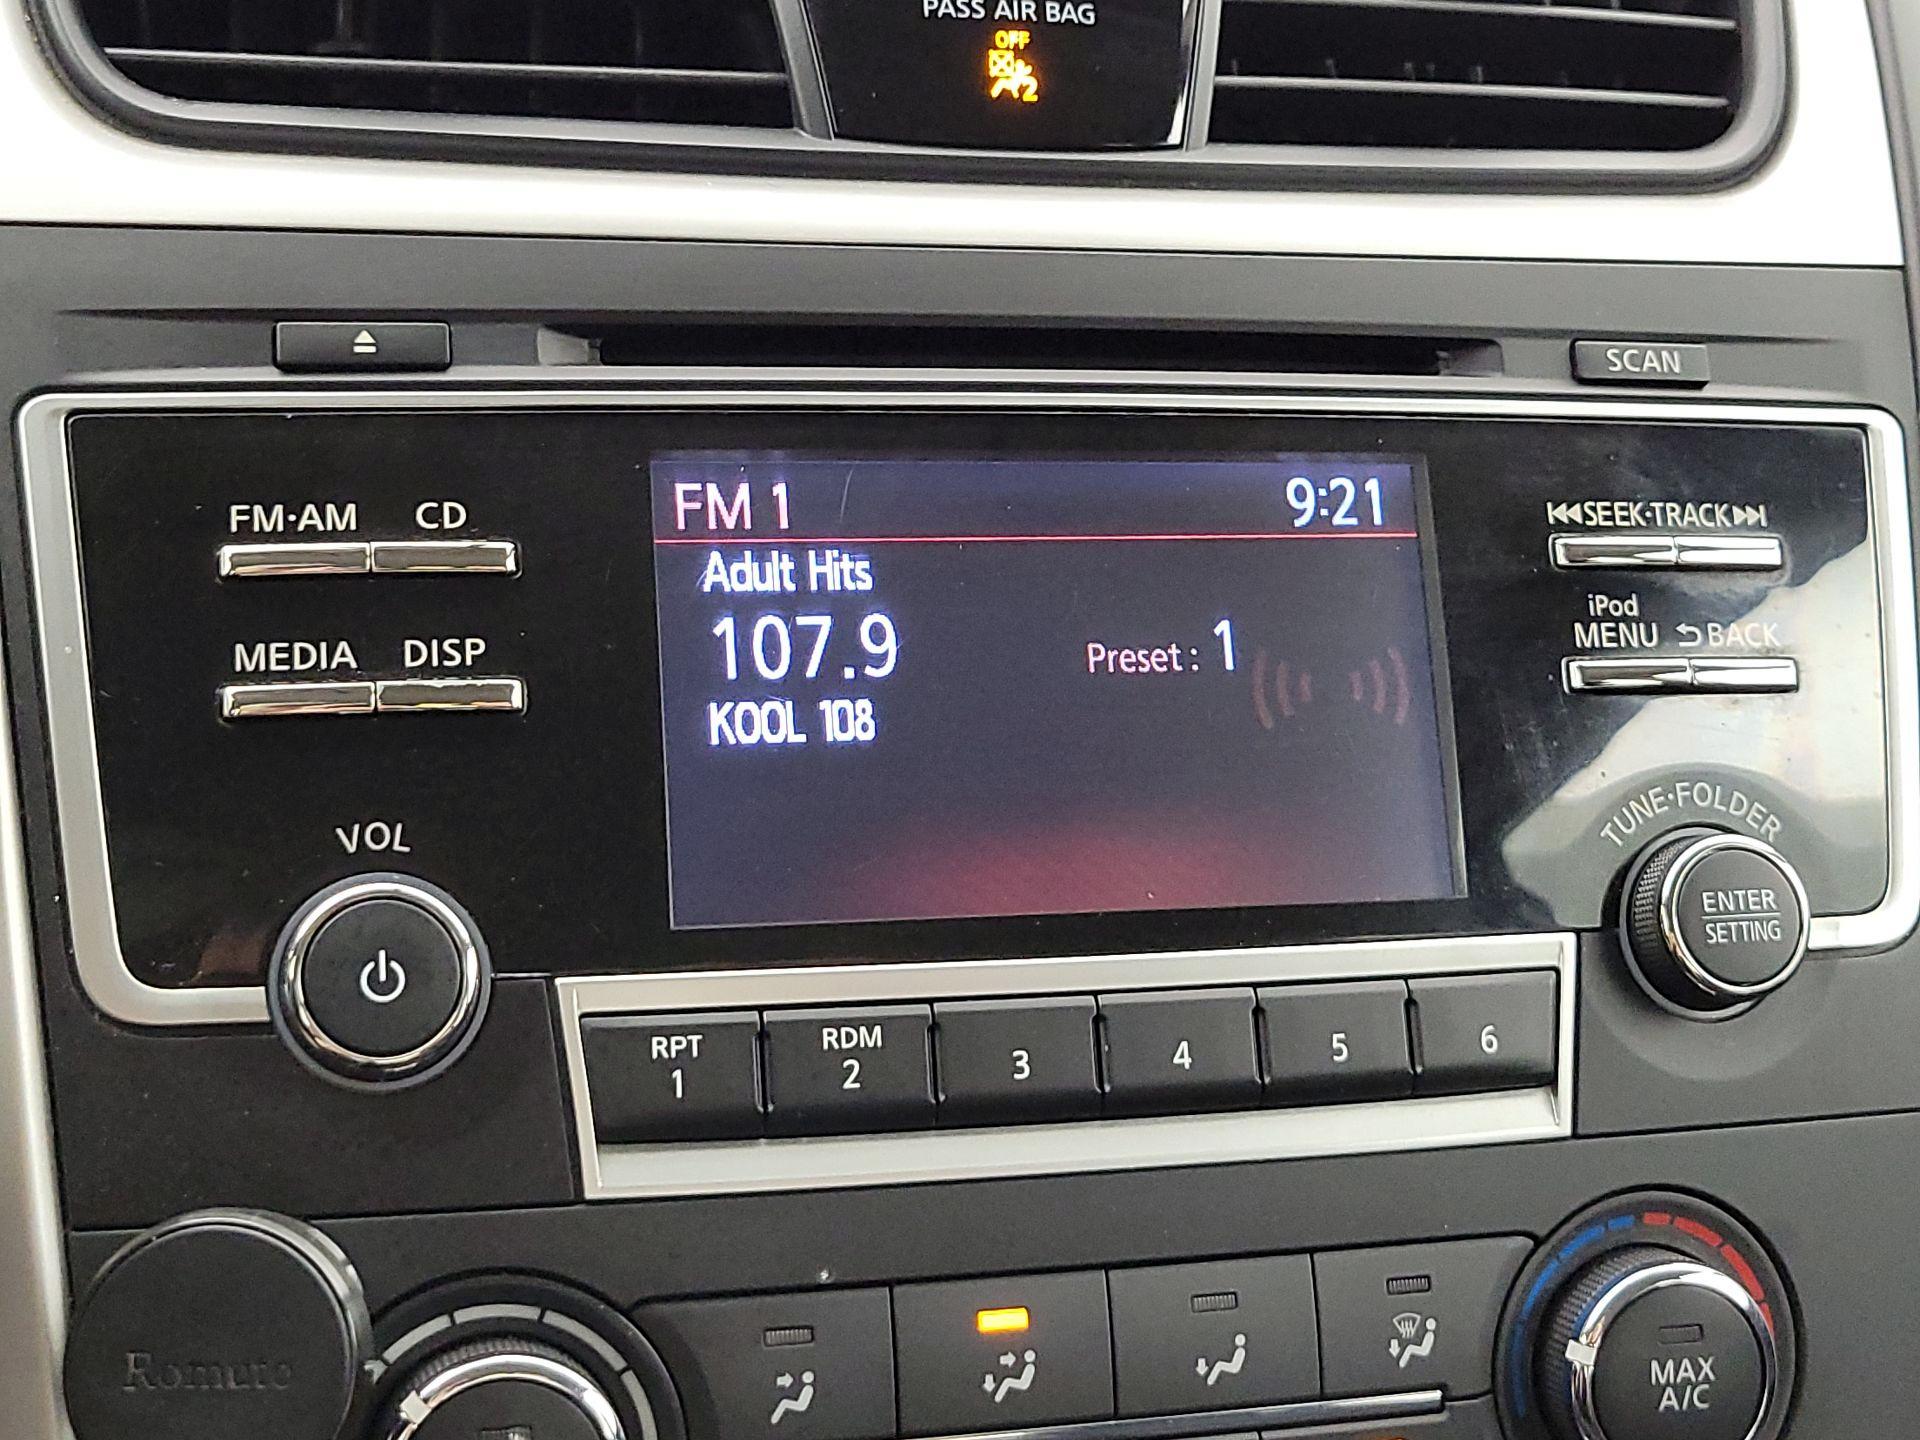 PASS AIR BAG
OFF
2
SCAN
FM·AM CD
FM 1 9:21
SEEK·TRACK
Adult Hits
107.9
Preset : 1
KOOL 108
MEDIA DISP
iPod
MENU BACK
TUNE·FOLDER
VOL
ENTER
SETTING
RPT
1
RDM
2
3
4
5
6
Romute
MAX
A/C